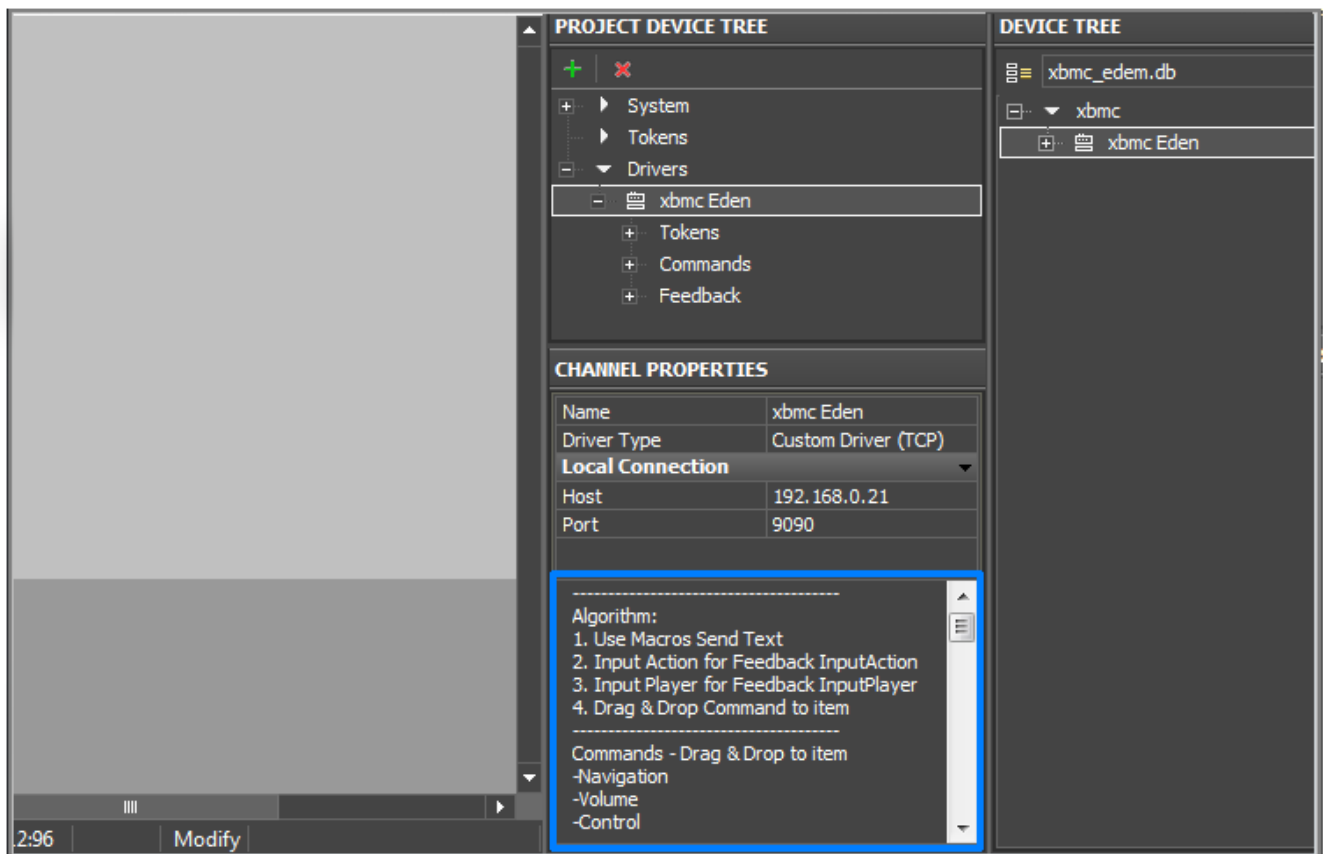 PROJECT DEVICE TREE
System
Tokens
Drivers
xbmc Eden
Tokens
Commands
Feedback
CHANNEL PROPERTIES
Name xbmc Eden
Driver Type Custom Driver (TCP)
Local Connection
Host 192.168.0.21
Port 9090
--------------------------------------
Algorithm:
1. Use Macros Send Text
2. Input Action for Feedback InputAction
3. Input Player for Feedback InputPlayer
4. Drag & Drop Command to item
--------------------------------------
Commands - Drag & Drop to item
-Navigation
-Volume
-Control
DEVICE TREE
xbmc_edem.db
xbmc
xbmc Eden
2:96 Modify